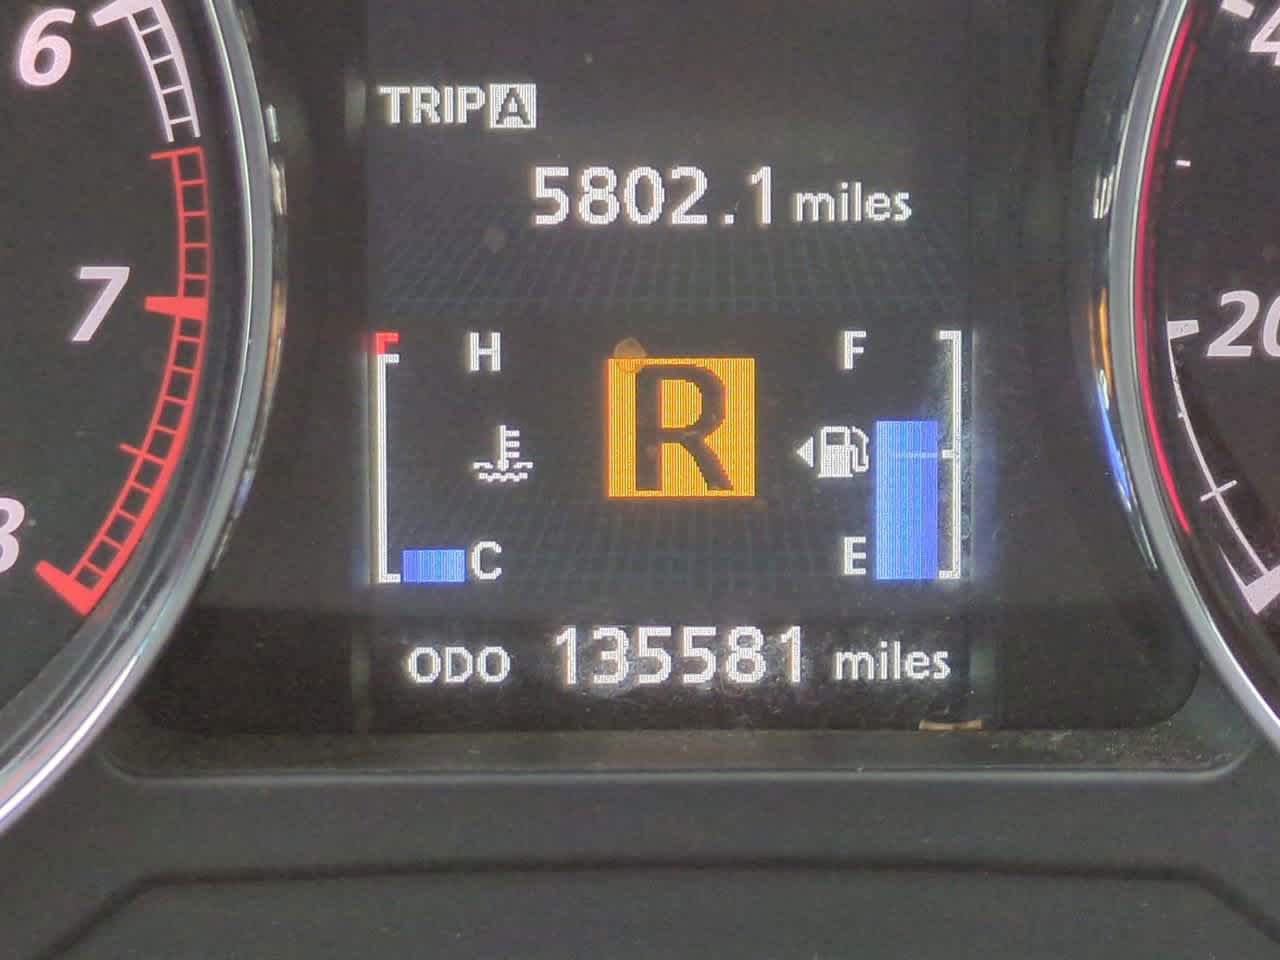 6
7
8
TRIP A
5802.1 miles
H
R
F
C
E
ODO 135581 miles
20